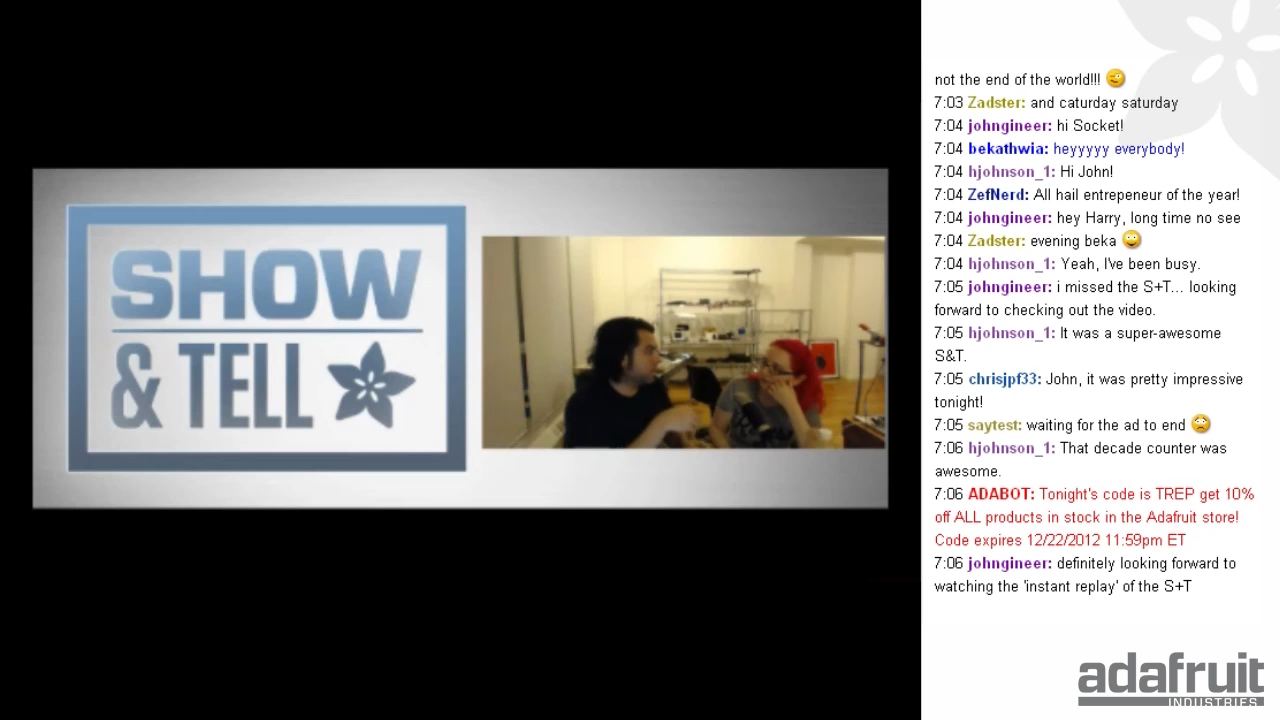 SHOW
& TELL
not the end of the world!!!
7:03 Zadster: and caturday saturday
7:04 johngineer: hi Socket!
7:04 bekathwia: heyyyyy everybody!
7:04 hjohnson_1: Hi John!
7:04 ZefNerd: All hail entrepeneur of the year!
7:04 johngineer: hey Harry, long time no see
7:04 Zadster: evening beka
7:04 hjohnson_1: Yeah, I've been busy.
7:05 johngineer: i missed the S+T... looking
forward to checking out the video.
7:05 hjohnson_1: It was a super-awesome
S&T.
7:05 chrisjpf33: John, it was pretty impressive
tonight!
7:05 saytest: waiting for the ad to end
7:06 hjohnson_1: That decade counter was
awesome.
7:06 ADABOT: Tonight's code is TREP get 10%
off ALL products in stock in the Adafruit store!
Code expires 12/22/2012 11:59pm ET
7:06 johngineer: definitely looking forward to
watching the 'instant replay' of the S+T
adafruit
INDUSTRIES